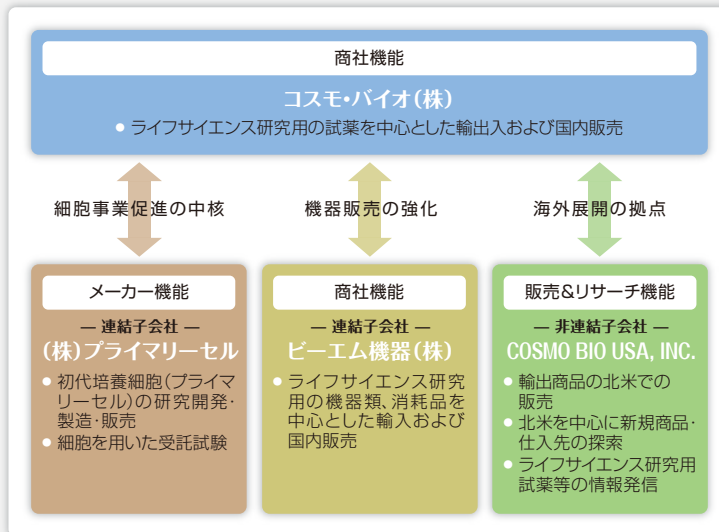 商社機能
コスモ・バイオ(株)
● ライフサイエンス研究用の試薬を中心とした輸出入および国内販売
細胞事業促進の中核
機器販売の強化
海外展開の拠点
メーカー機能
― 連結子会社 ―
(株)プライマリーセル
● 初代培養細胞(プライマ
リーセル)の研究開発・
製造・販売
● 細胞を用いた受託試験
商社機能
― 連結子会社 ―
ビーエム機器(株)
● ライフサイエンス研究
用の機器類、消耗品を
中心とした輸入および
国内販売
販売&リサーチ機能
― 非連結子会社 ―
COSMO BIO USA, INC.
● 輸出商品の北米での
販売
● 北米を中心に新規商品・
仕入先の探索
● ライフサイエンス研究用
試薬等の情報発信